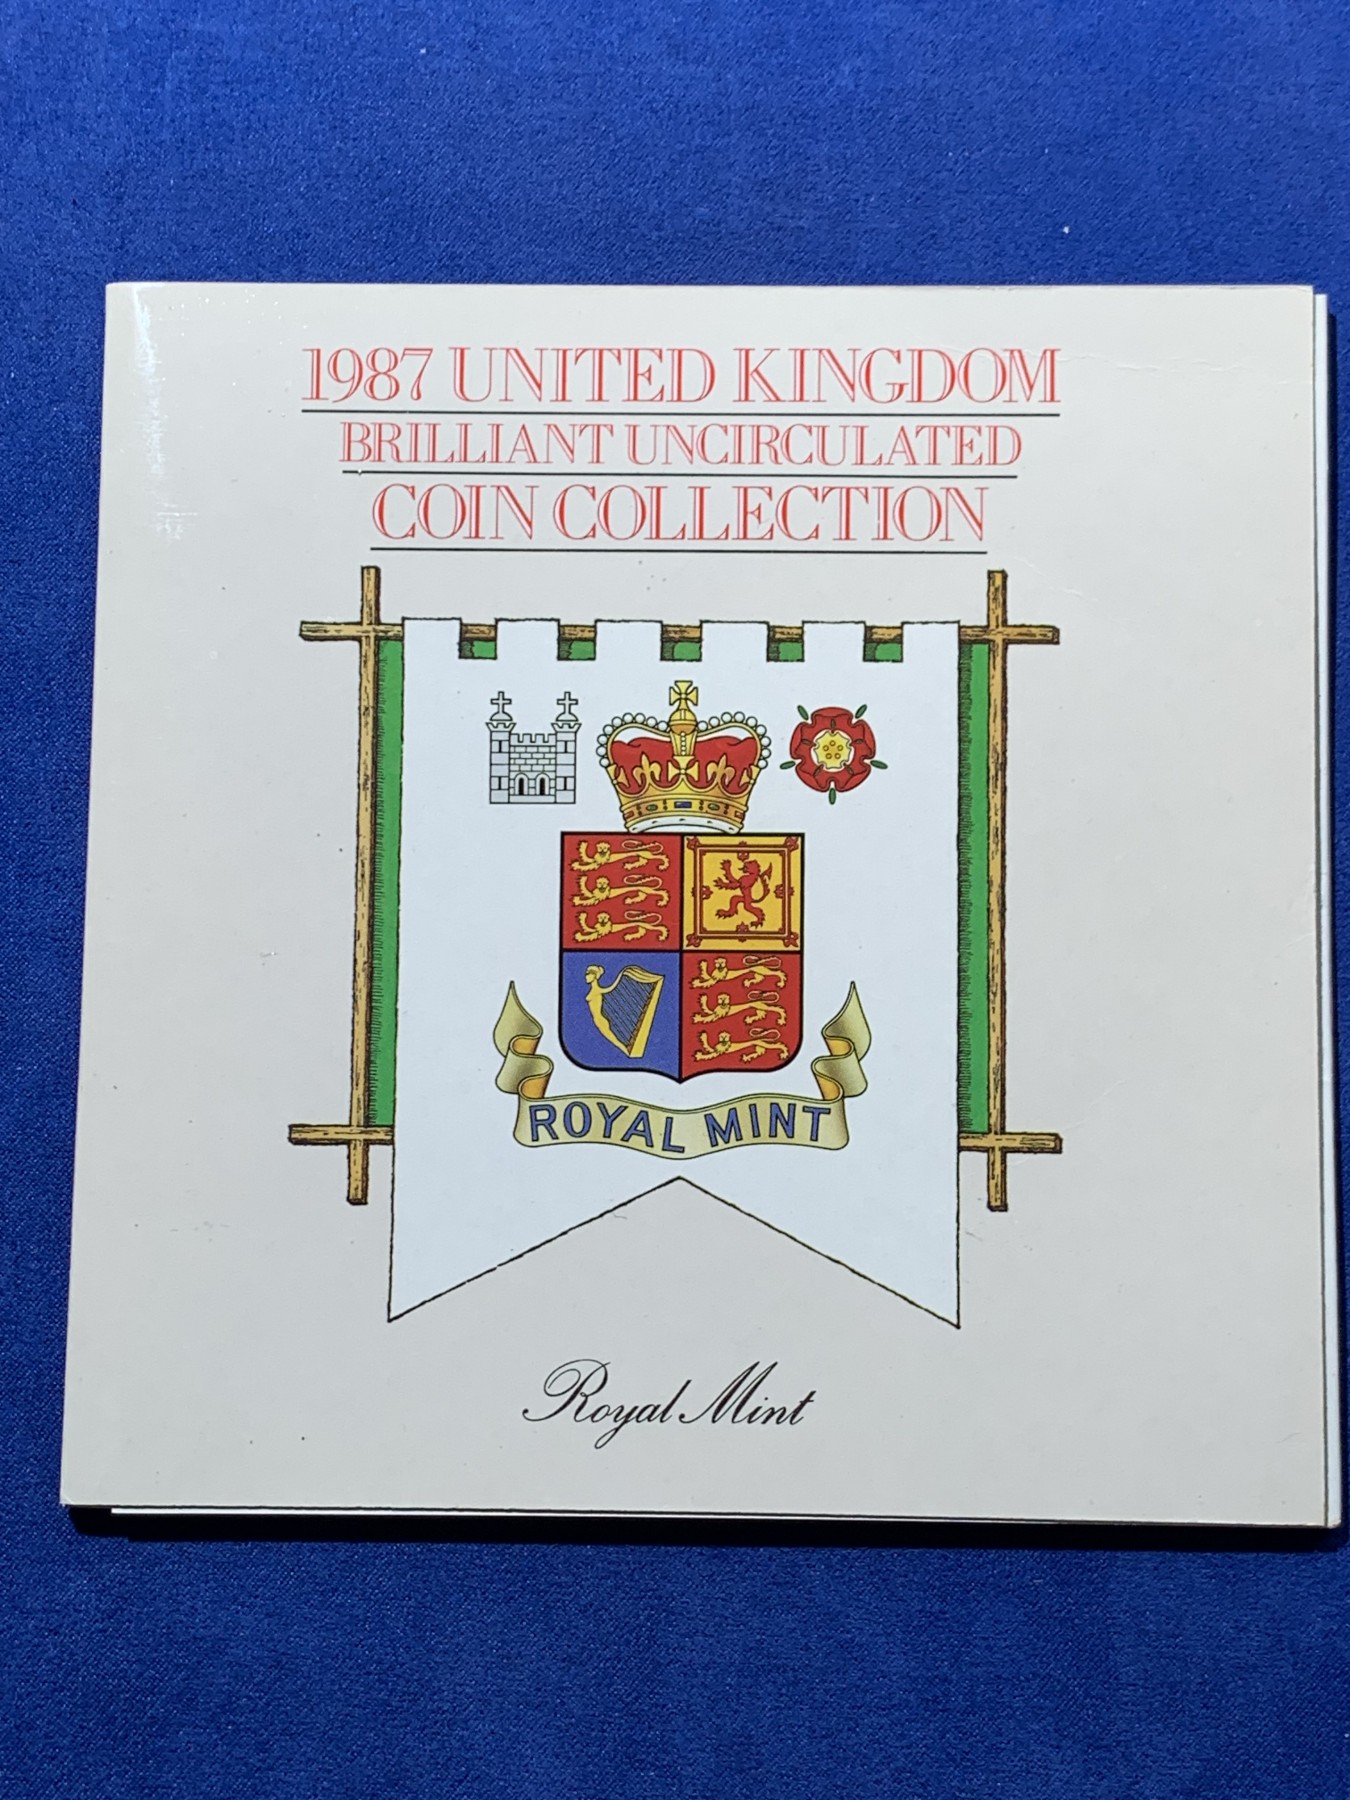 1987 UNITED KINGDOM
BRILLIANT UNCIRCULATED
COIN COLLECTION
ROYAL MINT
Royal Mint